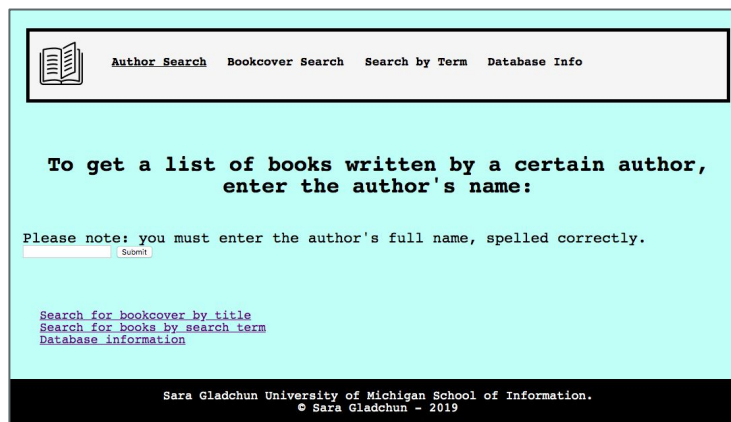 Author Search Bookcover Search Search by Term Database Info
To get a list of books written by a certain author,
enter the author's name:
Please note: you must enter the author's full name, spelled correctly.
Submit
Search for bookcover by title
Search for books by search term
Database information
Sara Gladchun University of Michigan School of Information.
© Sara Gladchun – 2019